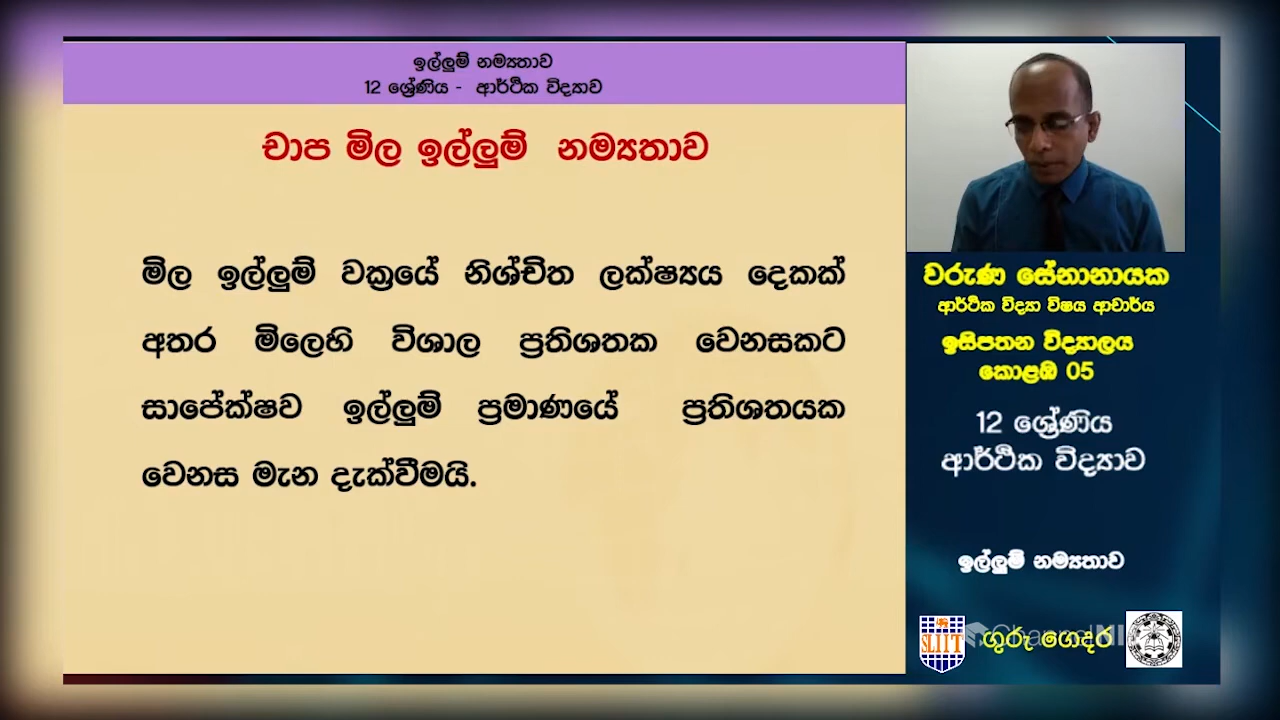 ඉල්ලුම් නම්‍යතාව
12 ශ්‍රේණිය - ආර්ථික විද්‍යාව
චාප මිල ඉල්ලුම් නම්‍යතාව
මිල ඉල්ලුම් වක්‍රයේ නිශ්චිත ලක්ෂ්‍යය දෙකක්
අතර මිලෙහි විශාල ප්‍රතිශතක වෙනසකට
සාපේක්ෂව ඉල්ලුම් ප්‍රමාණයේ ප්‍රතිශතයක
වෙනස මැන දැක්වීමයි.
වරුණ සේනානායක
ආර්ථික විද්‍යා විෂය ආචාර්ය
ඉසිපතන විද්‍යාලය
කොළඹ 05
12 ශ්‍රේණිය
ආර්ථික විද්‍යාව
ඉල්ලුම් නම්‍යතාව
SLIIT
ගුරු ගෙදර
Channel NIE